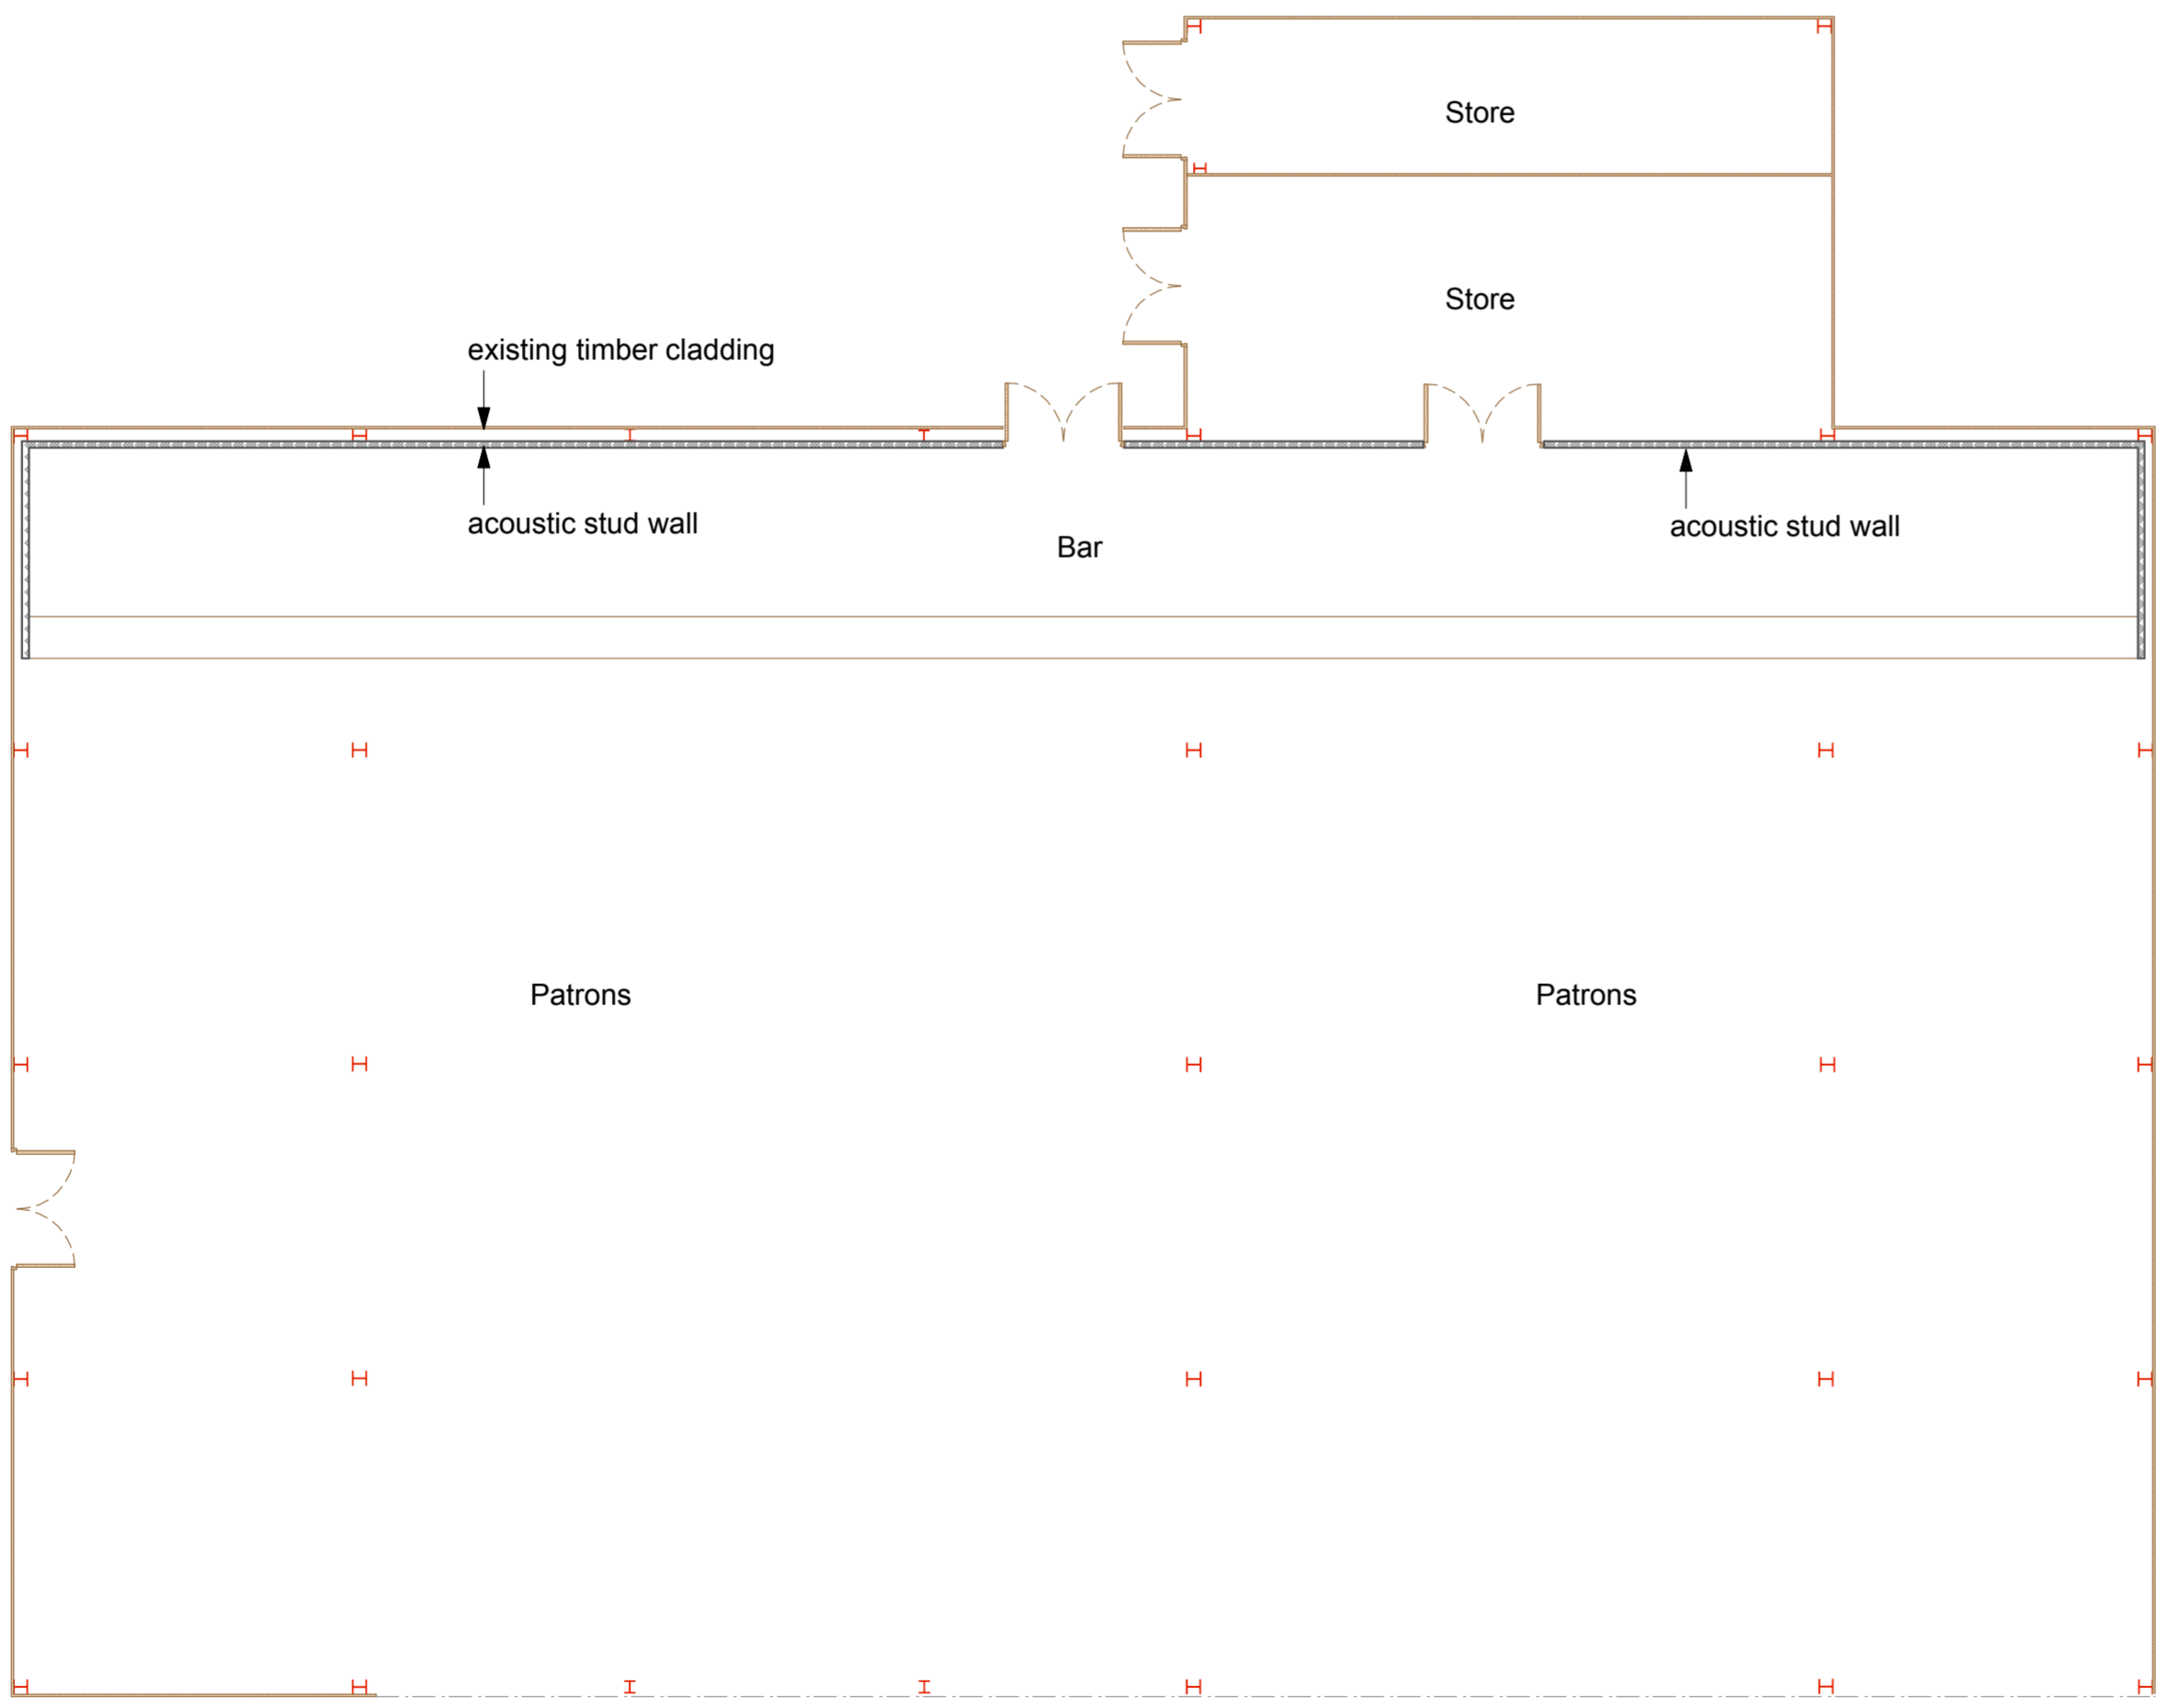 Store
Store
existing timber cladding
acoustic stud wall
acoustic stud wall
Bar
Patrons
Patrons